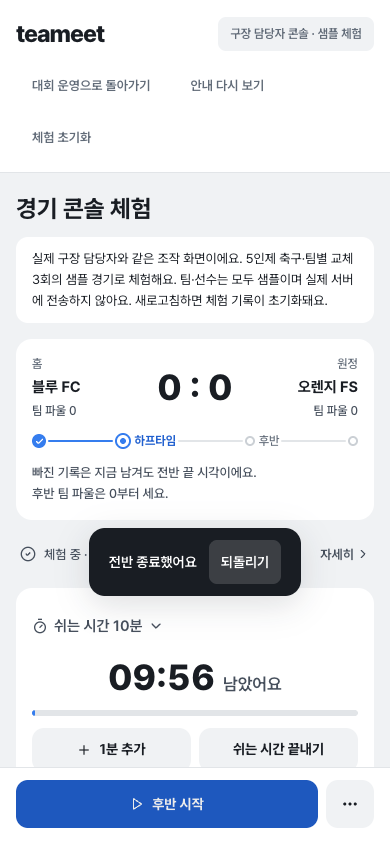 teameet
구장 담당자 콘솔 · 샘플 체험
대회 운영으로 돌아가기
안내 다시 보기
체험 초기화
경기 콘솔 체험
실제 구장 담당자와 같은 조작 화면이에요. 5인제 축구·팀별 교체
3회의 샘플 경기로 체험해요. 팀·선수는 모두 샘플이며 실제 서버
에 전송하지 않아요. 새로고침하면 체험 기록이 초기화돼요.
홈
원정
블루 FC
0 : 0
오렌지 FS
팀 파울 0
팀 파울 0
하프타임
후반
빠진 기록은 지금 남겨도 전반 끝 시각이에요.
후반 팀 파울은 0부터 세요.
체험 중 ·
전반 종료했어요
되돌리기
자세히
쉬는 시간 10분
09:56 남았어요
1분 추가
쉬는 시간 끝내기
후반 시작